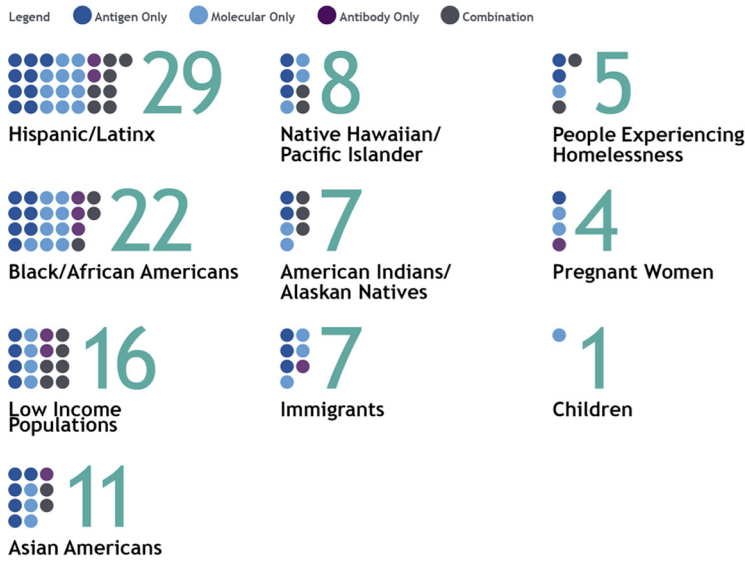 Legend Antigen Only Molecular Only Antibody Only Combination
29
Hispanic/Latinx
8
Native Hawaiian/
Pacific Islander
5
People Experiencing
Homelessness
22
Black/African Americans
7
American Indians/
Alaskan Natives
4
Pregnant Women
16
Low Income
Populations
7
Immigrants
1
Children
11
Asian Americans